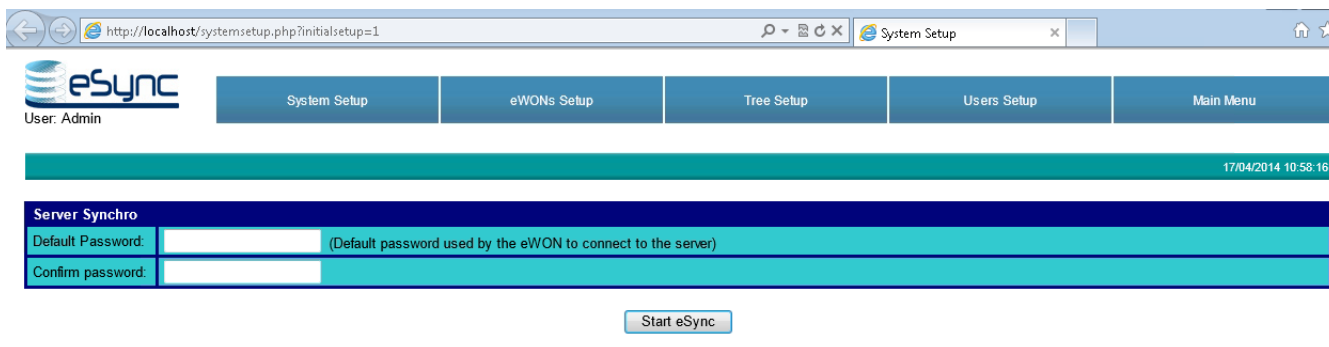 http://localhost/systemsetup.php?initialsetup=1
System Setup
eSync
User: Admin
System Setup
eWONs Setup
Tree Setup
Users Setup
Main Menu
17/04/2014 10:58:16
Server Synchro
Default Password: (Default password used by the eWON to connect to the server)
Confirm password:
Start eSync